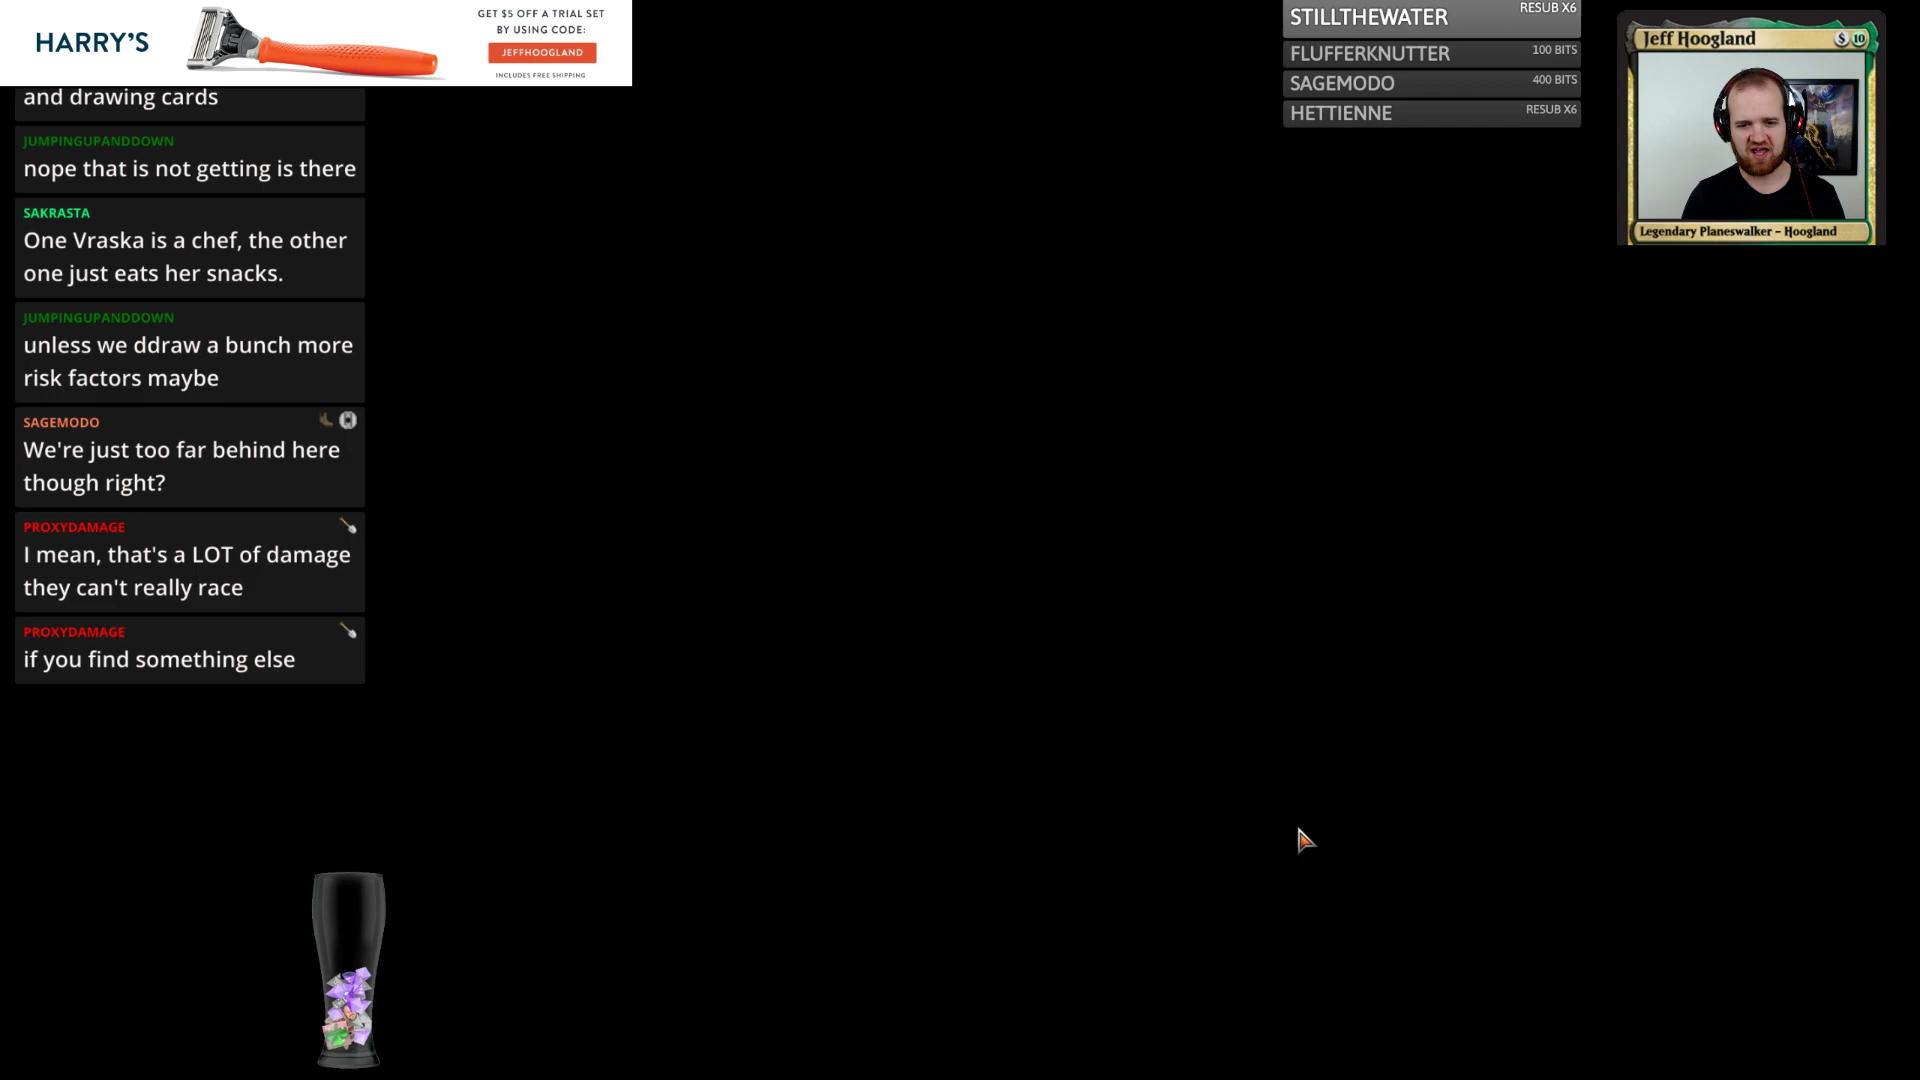 HARRY'S
GET $5 OFF A TRIAL SET
BY USING CODE:
JEFFHOOGLAND
INCLUDES FREE SHIPPING
and drawing cards
JUMPINGUPANDDOWN
nope that is not getting is there
SAKRASTA
One Vraska is a chef, the other
one just eats her snacks.
JUMPINGUPANDDOWN
unless we ddraw a bunch more
risk factors maybe
SAGEMODO
We're just too far behind here
though right?
PROXYDAMAGE
I mean, that's a LOT of damage
they can't really race
PROXYDAMAGE
if you find something else
STILLTHEWATER RESUB X6
FLUFFERKNUTTER 100 BITS
SAGEMODO 400 BITS
HETTIENNE RESUB X6
Jeff Hoogland $ 10
Legendary Planeswalker - Hoogland